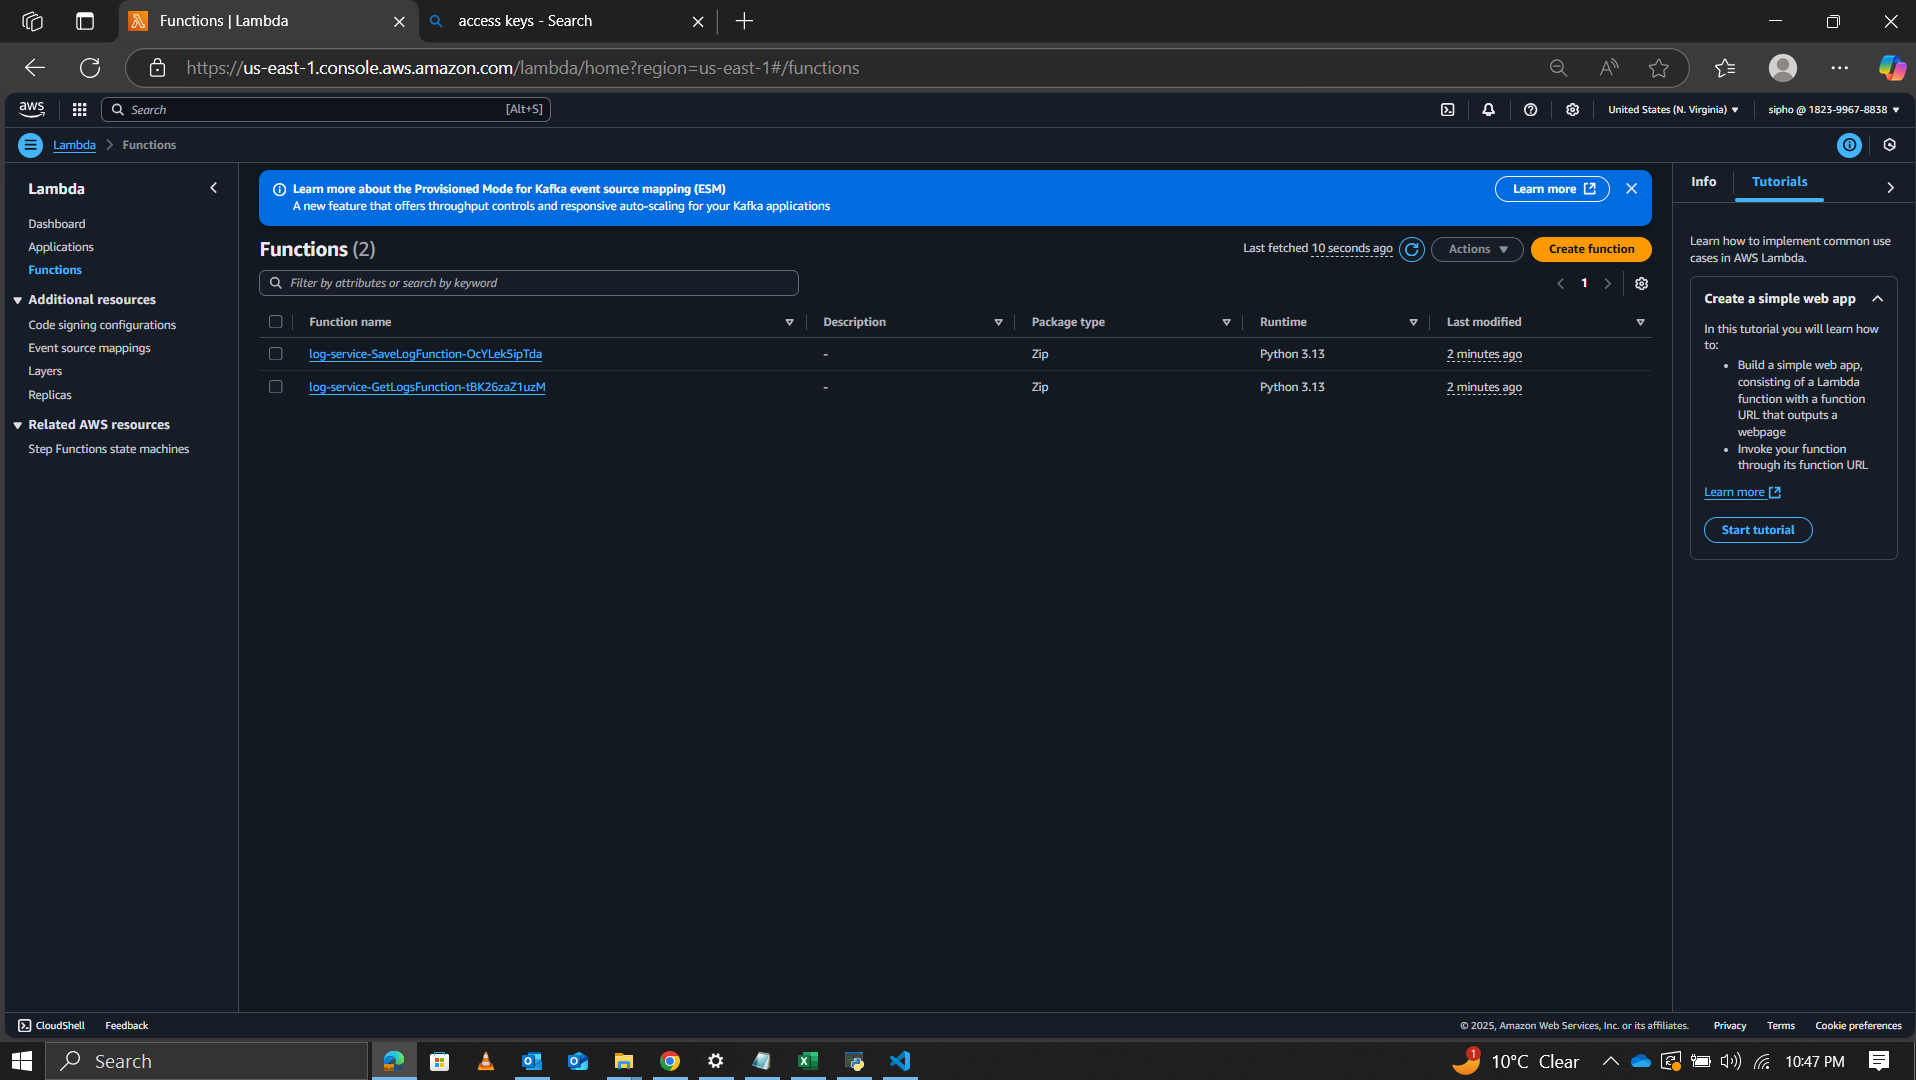 Functions | Lambda
access keys - Search
https://us-east-1.console.aws.amazon.com/lambda/home?region=us-east-1#/functions
aws
Search
[Alt+S]
United States (N. Virginia)
sipho @ 1823-9967-8838
Lambda
Functions
Lambda
Dashboard
Applications
Functions
Additional resources
Code signing configurations
Event source mappings
Layers
Replicas
Related AWS resources
Step Functions state machines
Learn more about the Provisioned Mode for Kafka event source mapping (ESM)
A new feature that offers throughput controls and responsive auto-scaling for your Kafka applications
Learn more
Functions (2)
Last fetched 10 seconds ago
Actions
Create function
Filter by attributes or search by keyword
1
Function name Description Package type Runtime Last modified
log-service-SaveLogFunction-OcYLek5ipTda - Zip Python 3.13 2 minutes ago
log-service-GetLogsFunction-tBK26zaZ1uzM - Zip Python 3.13 2 minutes ago
Info
Tutorials
Learn how to implement common use
cases in AWS Lambda.
Create a simple web app
In this tutorial you will learn how
to:
• Build a simple web app,
consisting of a Lambda
function with a function
URL that outputs a
webpage
• Invoke your function
through its function URL
Learn more
Start tutorial
CloudShell
Feedback
© 2025, Amazon Web Services, Inc. or its affiliates.
Privacy
Terms
Cookie preferences
Search
1
10°C Clear
10:47 PM